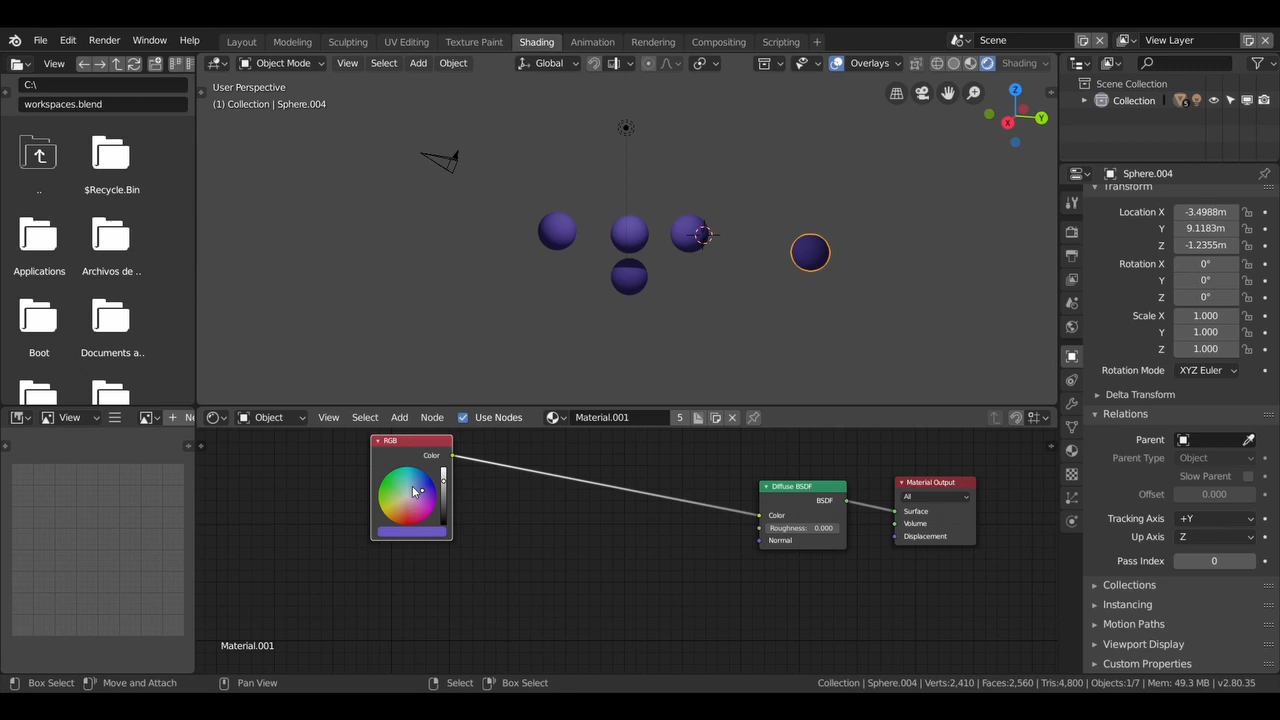 File Edit Render Window Help
Layout Modeling Sculpting UV Editing Texture Paint Shading Animation Rendering Compositing Scripting +
Scene
View Layer
View
Object Mode View Select Add Object
Global
Overlays
Shading
C:\
workspaces.blend
User Perspective
(1) Collection | Sphere.004
Z
Y
X
Scene Collection
Collection
5
..
$Recycle.Bin
Applications
Archivos de ..
Boot
Documents a..
Sphere.004
Transform
Location X -3.4988m
Y 9.1183m
Z -1.2355m
Rotation X 0°
Y 0°
Z 0°
Scale X 1.000
Y 1.000
Z 1.000
Rotation Mode XYZ Euler
Delta Transform
Relations
Parent
Parent Type Object
Slow Parent
Offset 0.000
Tracking Axis +Y
Up Axis Z
Pass Index 0
Collections
Instancing
Motion Paths
Viewport Display
Custom Properties
View
Ne
Object View Select Add Node Use Nodes Material.001 5
RGB
Color
Diffuse BSDF
BSDF
Color
Roughness: 0.000
Normal
Material Output
All
Surface
Volume
Displacement
Material.001
Box Select Move and Attach Pan View Select Box Select Collection | Sphere.004 | Verts:2,410 | Faces:2,560 | Tris:4,800 | Objects:1/7 | Mem: 49.3 MB | v2.80.35